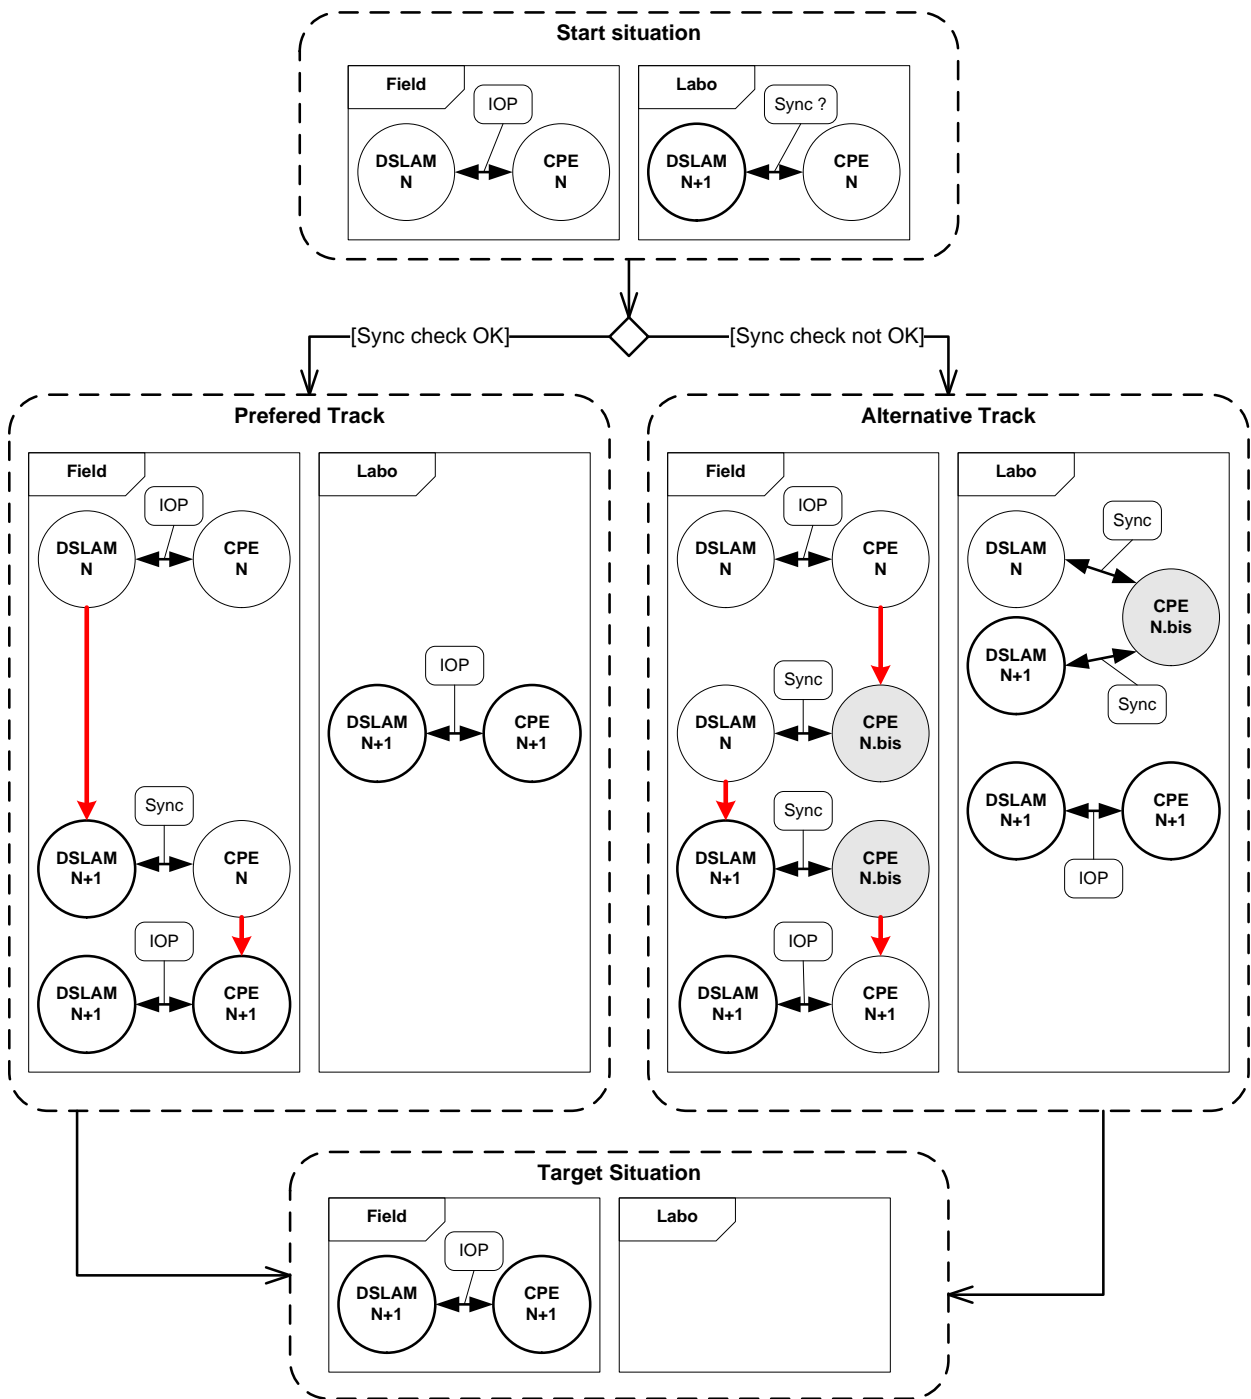 Start situation
Field
IOP
DSLAM
N
CPE
N
Labo
Sync ?
DSLAM
N+1
CPE
N
[Sync check OK]
[Sync check not OK]
Prefered Track
Field
IOP
DSLAM
N
CPE
N
Sync
DSLAM
N+1
CPE
N
IOP
DSLAM
N+1
CPE
N+1
Labo
IOP
DSLAM
N+1
CPE
N+1
Alternative Track
Field
IOP
DSLAM
N
CPE
N
Sync
DSLAM
N
CPE
N.bis
Sync
DSLAM
N+1
CPE
N.bis
IOP
DSLAM
N+1
CPE
N+1
Labo
Sync
DSLAM
N
CPE
N.bis
DSLAM
N+1
Sync
DSLAM
N+1
CPE
N+1
IOP
Target Situation
Field
IOP
DSLAM
N+1
CPE
N+1
Labo